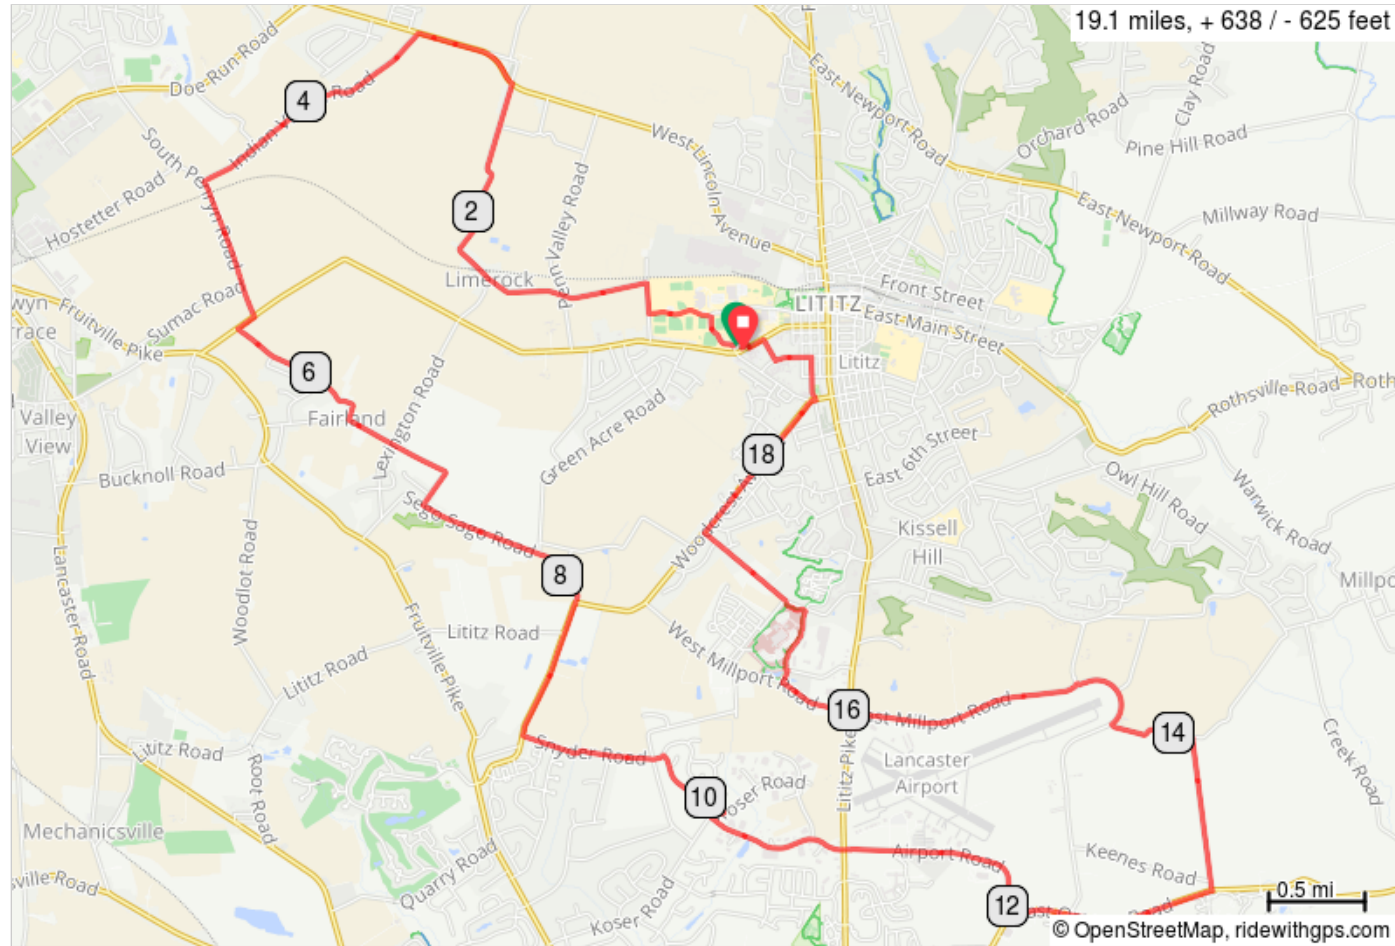 19.1 miles, + 638 / - 625 feet
Doe Run Road
East Newport Road
Clay Road
4
Road
Orchard Road
Pine Hill Road
West Lincoln Avenue
South Penryn Road
Hostetter Road
2
Penn Valley Road
East Newport Road
Millway Road
Limerock
Front Street
LITITZ
East Main Street
Sumac Road
Fruitville Pike
wyn
rrace
Lititz
6
Rothsville Road
Roth
Fairland
Lexington Road
Green Acre Road
Valley
View
Bucknoll Road
18
East 6th Street
Owl Hill Road
Warwick Road
Sego Sago Road
Kissell
Hill
Lancaster Road
Woodlot Road
8
Millpo
Fruitville Pike
Lititz Road
West Millport Road
Lititz Road
16
st Millport Road
14
Lititz Road
Snyder Road
Lititz Pike
Lancaster
Airport
Creek Road
Root Road
10
Mechanicsville
Airport Road
Keenes Road
Quarry Road
sville Road
Koser Road
12
0.5 mi
© OpenStreetMap, ridewithgps.com